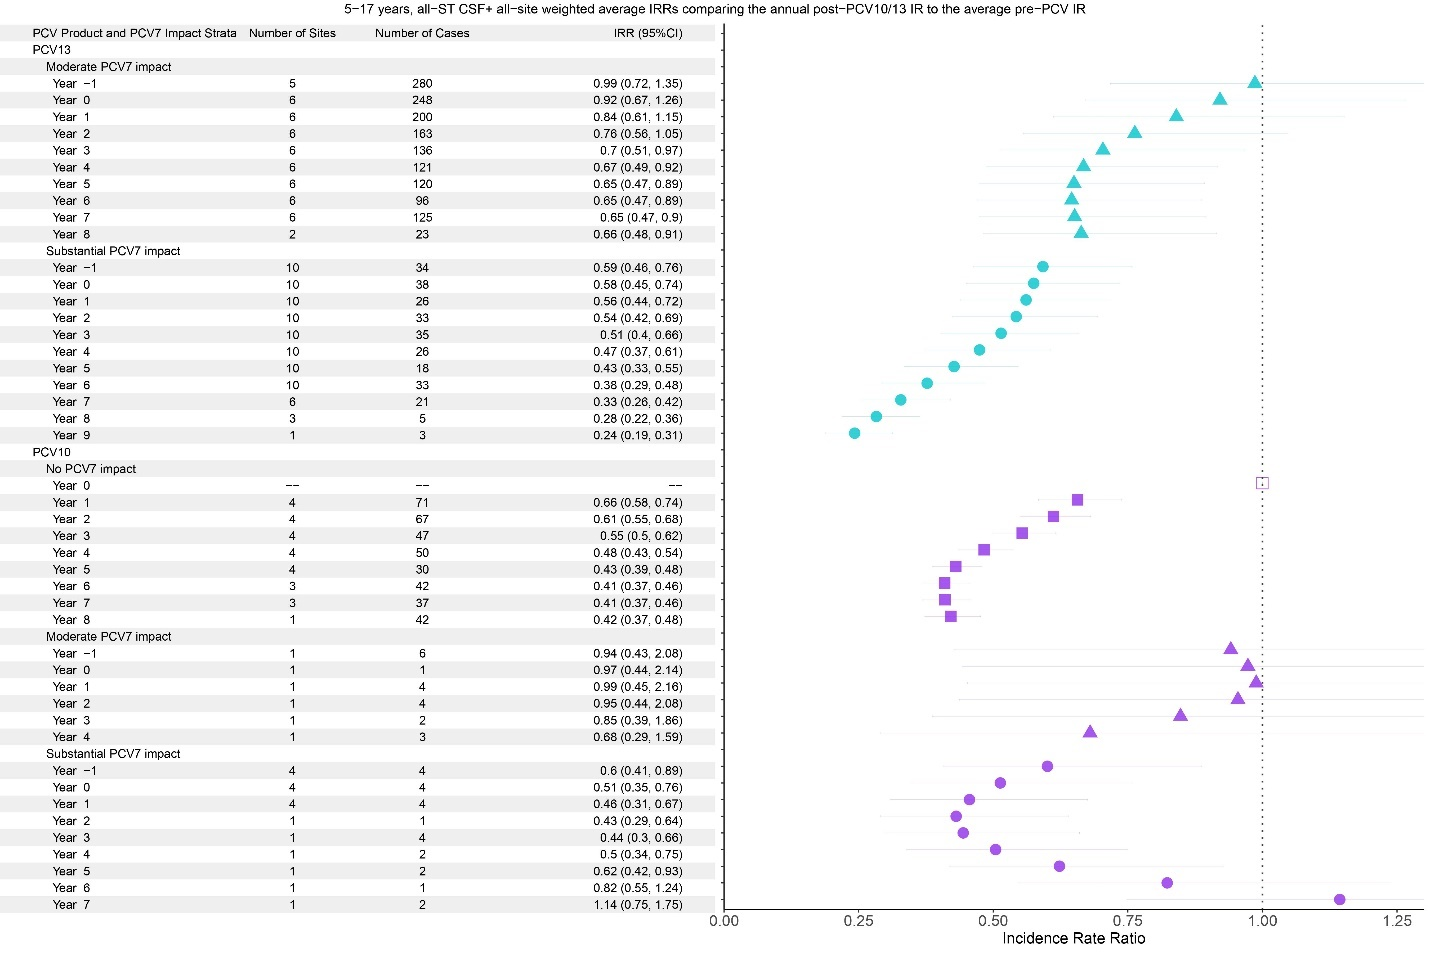 5−17 years, all−ST CSF+ all−site weighted average IRRs comparing the annual post−PCV10/13 IR to the average pre−PCV IR
PCV Product and PCV7 Impact Strata Number of Sites Number of Cases IRR (95%CI)
PCV13
Moderate PCV7 impact
Year −1 5 280 0.99 (0.72, 1.35)
Year 0 6 248 0.92 (0.67, 1.26)
Year 1 6 200 0.84 (0.61, 1.15)
Year 2 6 163 0.76 (0.56, 1.05)
Year 3 6 136 0.7 (0.51, 0.97)
Year 4 6 121 0.67 (0.49, 0.92)
Year 5 6 120 0.65 (0.47, 0.89)
Year 6 6 96 0.65 (0.47, 0.89)
Year 7 6 125 0.65 (0.47, 0.9)
Year 8 2 23 0.66 (0.48, 0.91)
Substantial PCV7 impact
Year −1 10 34 0.59 (0.46, 0.76)
Year 0 10 38 0.58 (0.45, 0.74)
Year 1 10 26 0.56 (0.44, 0.72)
Year 2 10 33 0.54 (0.42, 0.69)
Year 3 10 35 0.51 (0.4, 0.66)
Year 4 10 26 0.47 (0.37, 0.61)
Year 5 10 18 0.43 (0.33, 0.55)
Year 6 10 33 0.38 (0.29, 0.48)
Year 7 6 21 0.33 (0.26, 0.42)
Year 8 3 5 0.28 (0.22, 0.36)
Year 9 1 3 0.24 (0.19, 0.31)
PCV10
No PCV7 impact
Year 0 −− −− −−
Year 1 4 71 0.66 (0.58, 0.74)
Year 2 4 67 0.61 (0.55, 0.68)
Year 3 4 47 0.55 (0.5, 0.62)
Year 4 4 50 0.48 (0.43, 0.54)
Year 5 4 30 0.43 (0.39, 0.48)
Year 6 3 42 0.41 (0.37, 0.46)
Year 7 3 37 0.41 (0.37, 0.46)
Year 8 1 42 0.42 (0.37, 0.48)
Moderate PCV7 impact
Year −1 1 6 0.94 (0.43, 2.08)
Year 0 1 1 0.97 (0.44, 2.14)
Year 1 1 4 0.99 (0.45, 2.16)
Year 2 1 4 0.95 (0.44, 2.08)
Year 3 1 2 0.85 (0.39, 1.86)
Year 4 1 3 0.68 (0.29, 1.59)
Substantial PCV7 impact
Year −1 4 4 0.6 (0.41, 0.89)
Year 0 4 4 0.51 (0.35, 0.76)
Year 1 4 4 0.46 (0.31, 0.67)
Year 2 1 1 0.43 (0.29, 0.64)
Year 3 1 4 0.44 (0.3, 0.66)
Year 4 1 2 0.5 (0.34, 0.75)
Year 5 1 2 0.62 (0.42, 0.93)
Year 6 1 1 0.82 (0.55, 1.24)
Year 7 1 2 1.14 (0.75, 1.75)
0.00 0.25 0.50 0.75 1.00 1.25
Incidence Rate Ratio